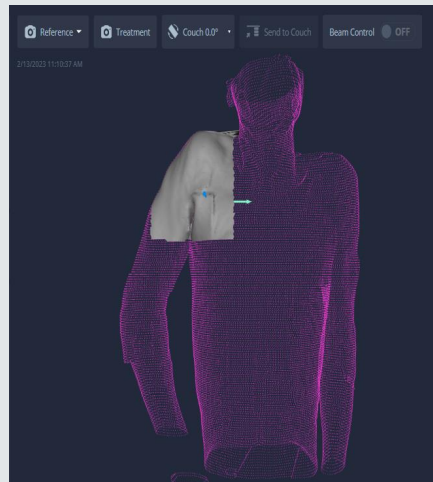 Reference
Treatment
Couch 0.0°
Send to Couch
Beam Control OFF
2/13/2023 11:10:37 AM